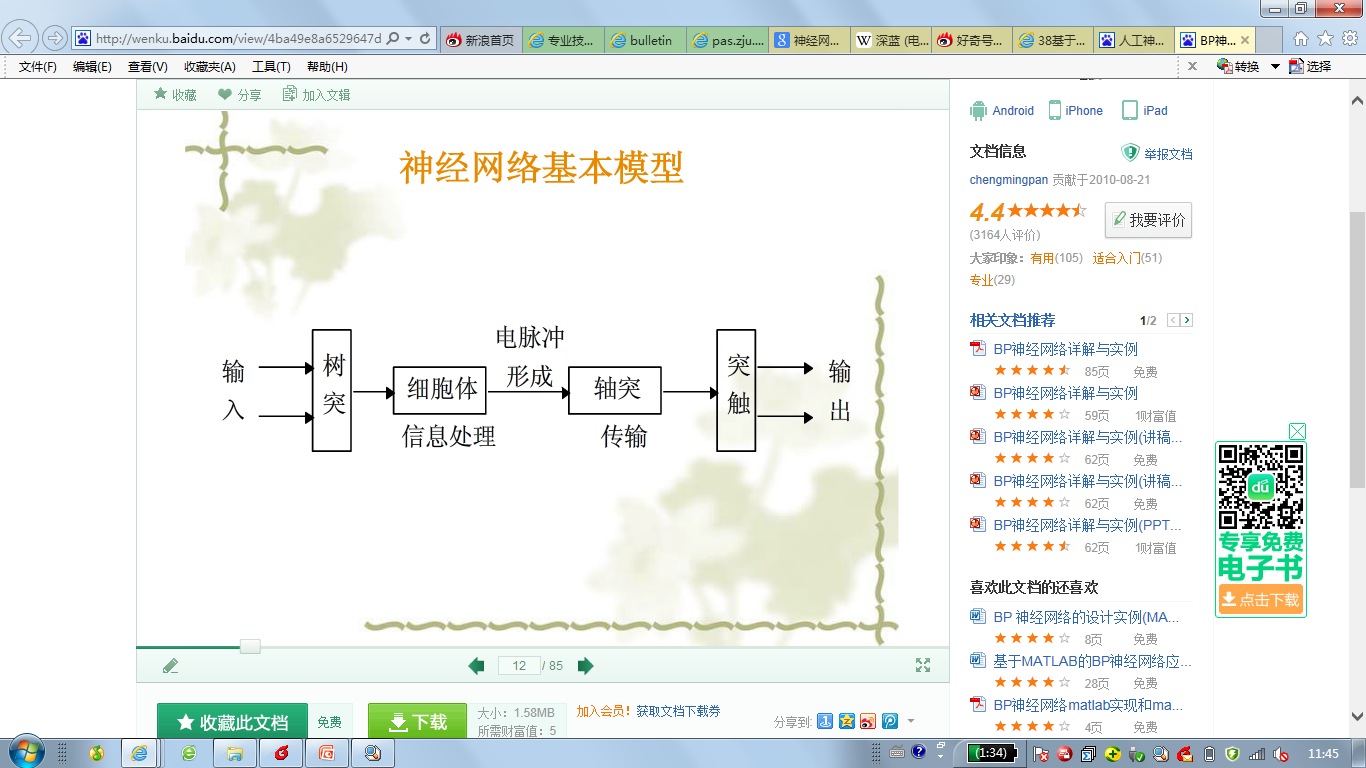 http://wenku.baidu.com/view/4ba49e8a6529647d
新浪首页
专业技...
bulletin
pas.zju....
神经网...
深蓝 (电...
好奇号...
38基于...
人工神...
BP神...
文件(F) 编辑(E) 查看(V) 收藏夹(A) 工具(T) 帮助(H)
转换 选择
收藏 分享 加入文辑
神经网络基本模型
输入
树突
细胞体
信息处理
电脉冲
形成
轴突
传输
突触
输出
12 / 85
收藏此文档 免费
下载
大小：1.58MB
所需财富值：5
加入会员！获取文档下载券
分享到:
Android iPhone iPad
文档信息
举报文档
chengmingpan 贡献于2010-08-21
4.4
(3164人评价)
我要评价
大家印象：有用(105) 适合入门(51)
专业(29)
相关文档推荐 1/2
BP神经网络详解与实例
85页 免费
BP神经网络详解与实例
59页 1财富值
BP神经网络详解与实例(讲稿...
62页 免费
BP神经网络详解与实例(讲稿...
62页 免费
BP神经网络详解与实例(PPT...
62页 1财富值
喜欢此文档的还喜欢
BP 神经网络的设计实例(MA...
8页 免费
基于MATLAB的BP神经网络应...
28页 免费
BP神经网络matlab实现和ma...
4页 免费
dú
专享免费
电子书
点击下载
(1:34)
11:45